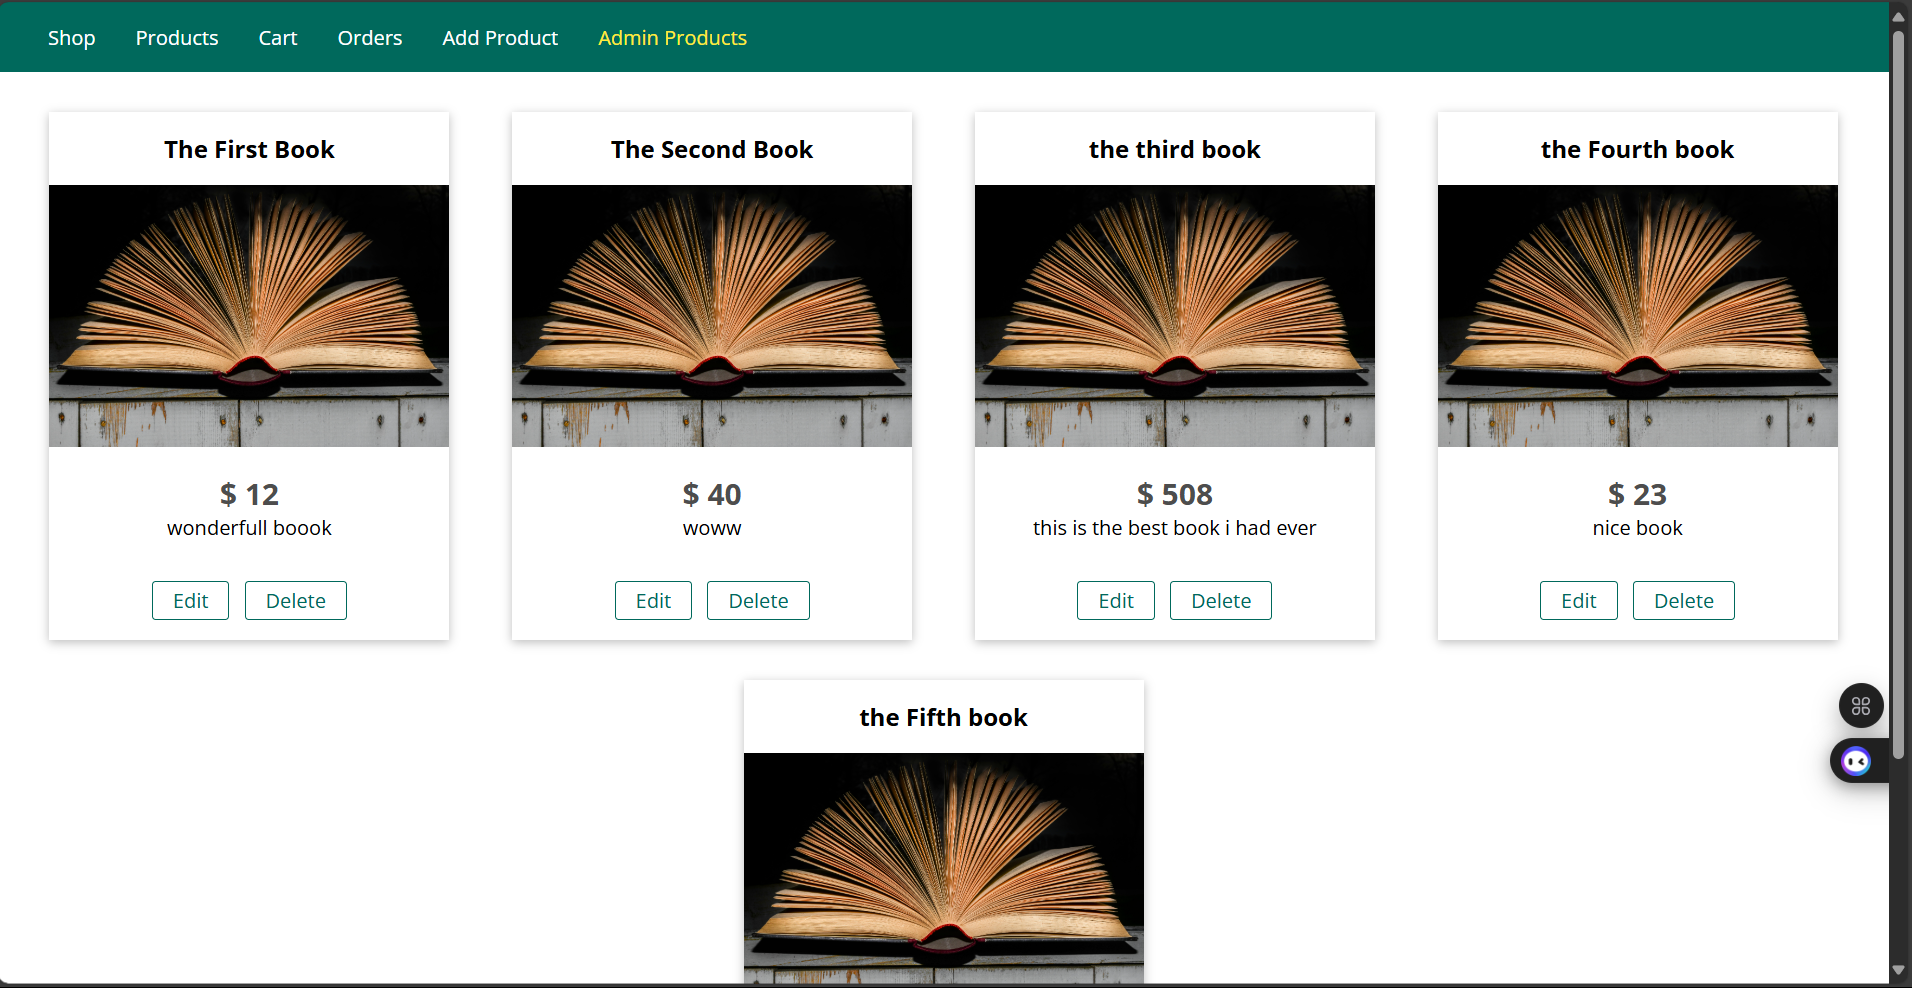 Shop Products Cart Orders Add Product Admin Products
The First Book
$ 12
wonderfull boook
Edit Delete
The Second Book
$ 40
woww
Edit Delete
the third book
$ 508
this is the best book i had ever
Edit Delete
the Fourth book
$ 23
nice book
Edit Delete
the Fifth book